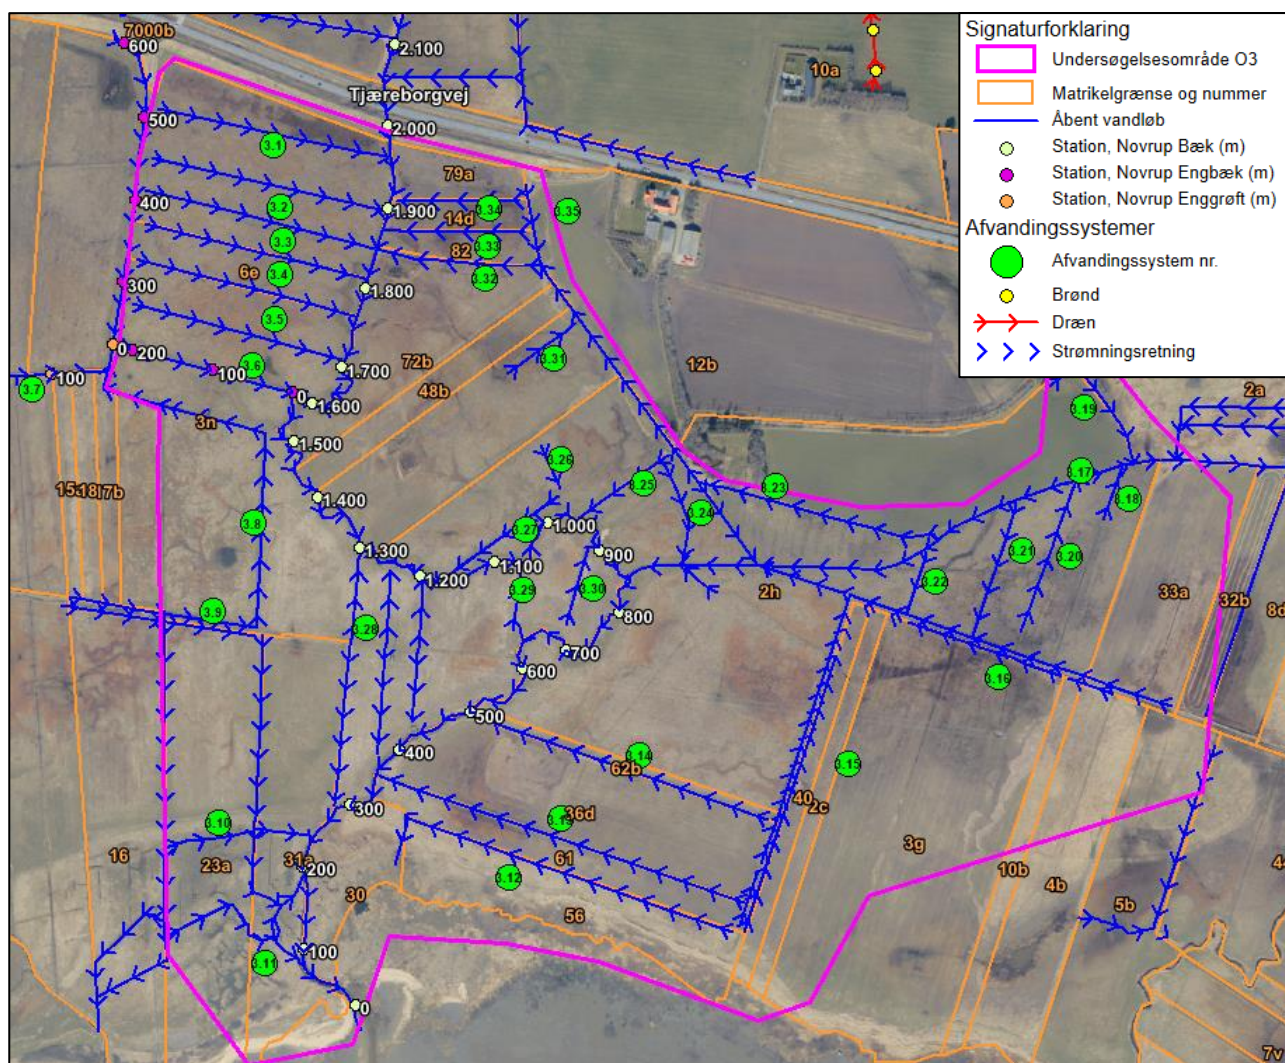 Signaturforklaring
Undersøgelsesområde O3
Matrikelgrænse og nummer
Åbent vandløb
Station, Novrup Bæk (m)
Station, Novrup Engbæk (m)
Station, Novrup Enggrøft (m)
Afvandingssystemer
Afvandingssystem nr.
Brønd
Dræn
Strømningsretning
7000b
600
2.100
10a
Tjæreborgvej
500
2.000
3.1
79a
400
3.2
1.900
3.34
3.35
14d
3.3
82
3.33
6e
3.4
3.32
300
1.800
3.5
0
200
72b
3.31
12b
100
3.7
100
3.6
1.700
48b
0
1.600
3.19
2a
3n
1.500
3.26
3.17
15
18
17b
1.400
3.25
3.23
3.18
3.8
3.27
1.000
3.24
1.300
900
3.21
3.20
1.200
1.100
3.29
3.30
2h
3.22
33a
32b
8d
3.9
3.28
800
700
600
3.16
500
400
3.14
62b
3.15
300
40
2c
3.10
36d
61
3g
16
23a
31a
200
3.12
10b
4b
30
56
5b
100
3.11
0